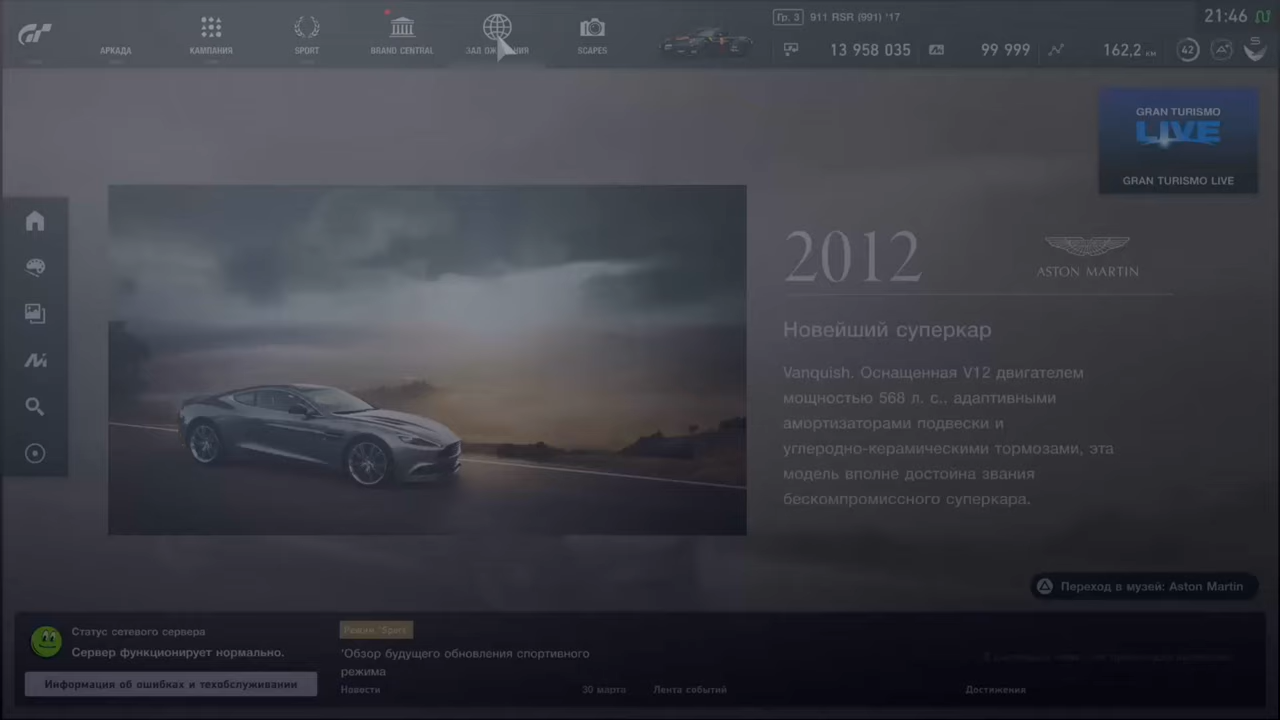 Гр. 3 911 RSR (991) '17
21:46
АРКАДА
КАМПАНИЯ
SPORT
BRAND CENTRAL
ЗАЛ ОЖИДАНИЯ
SCAPES
13 958 035
99 999
162,2 км
42
S
GRAN TURISMO
LIVE
GRAN TURISMO LIVE
2012
ASTON MARTIN
Новейший суперкар
Vanquish. Оснащенная V12 двигателем
мощностью 568 л. с., адаптивными
амортизаторами подвески и
углеродно-керамическими тормозами, эта
модель вполне достойна звания
бескомпромиссного суперкара.
Переход в музей: Aston Martin
Статус сетевого сервера
Сервер функционирует нормально.
Информация об ошибках и техобслуживании
Режим "Sport"
'Обзор будущего обновления спортивного
режима
Новости
30 марта
Лента событий
Достижения